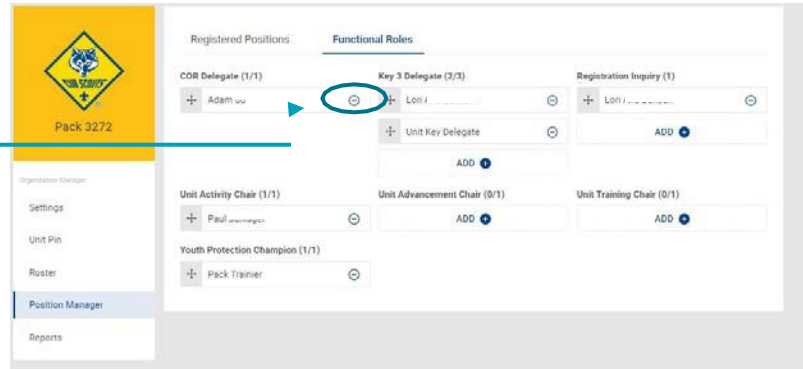 Registered Positions Functional Roles
COR Delegate (1/1) Key 3 Delegate (2/3) Registration Inquiry (1)
Adam Lori Lori
CUB SCOUTS
Pack 3272
Unit Key Delegate ADD
ADD
Organization Manager
Unit Activity Chair (1/1) Unit Advancement Chair (0/1) Unit Training Chair (0/1)
Settings
Paul ADD ADD
Unit Pin
Youth Protection Champion (1/1)
Roster
Pack Trainier
Position Manager
Reports